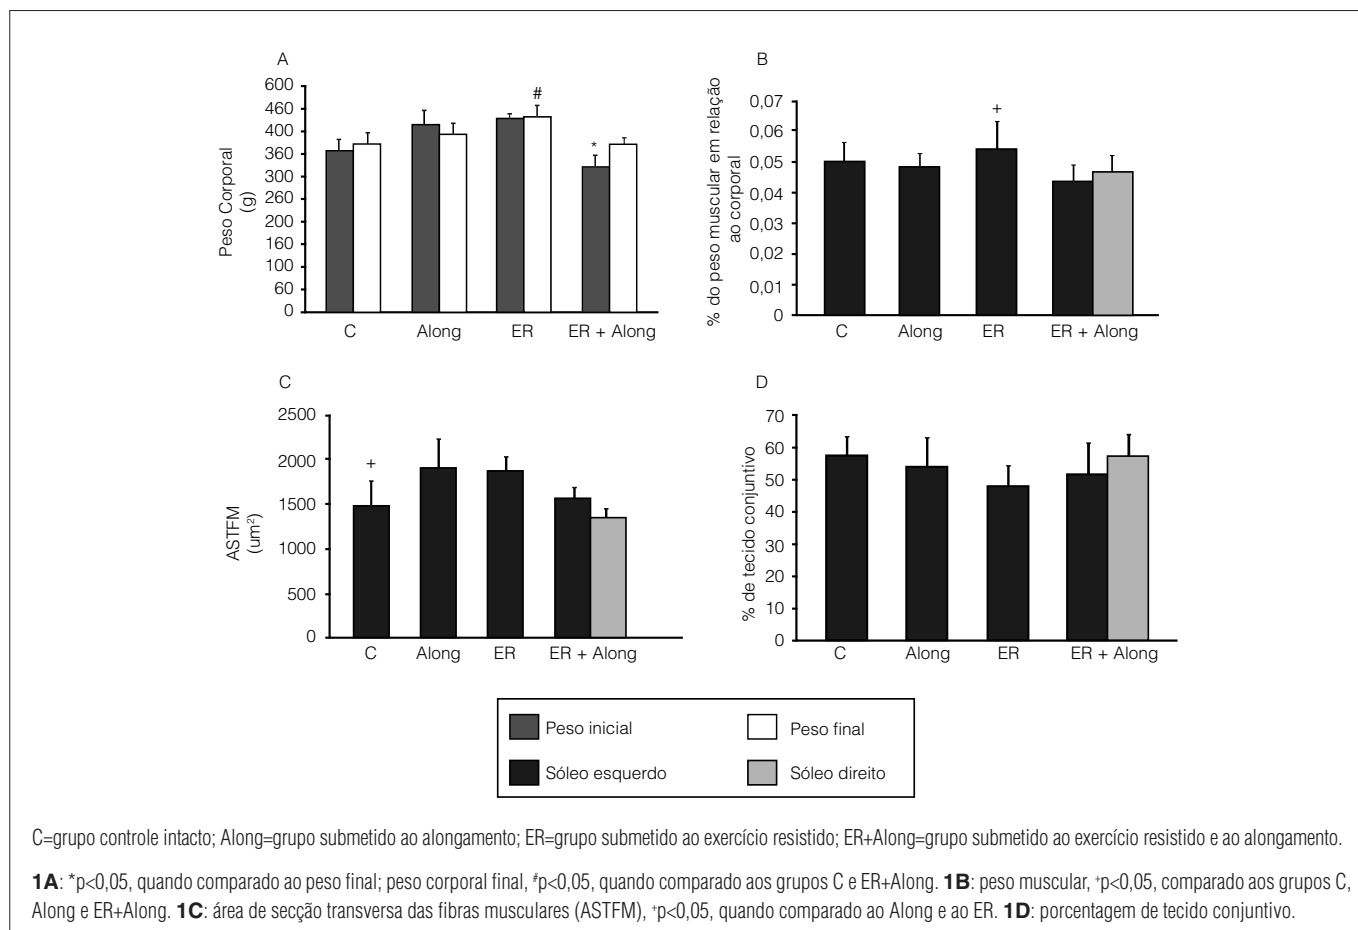 A
Peso Corporal
(g)
600
460
400
360
300
260
200
160
100
60
0
#
*
C
Along
ER
ER + Along
B
% do peso muscular em relação
ao corporal
0,07
0,06
0,05
0,04
0,03
0,02
0,01
0
+
C
Along
ER
ER + Along
C
ASTFM
(um²)
2500
2000
1500
1000
500
0
+
C
Along
ER
ER + Along
D
% de tecido conjuntivo
70
60
50
40
30
20
10
0
C
Along
ER
ER + Along
Peso inicial
Peso final
Sóleo esquerdo
Sóleo direito
C=grupo controle intacto; Along=grupo submetido ao alongamento; ER=grupo submetido ao exercício resistido; ER+Along=grupo submetido ao exercício resistido e ao alongamento.
1A: *p<0,05, quando comparado ao peso final; peso corporal final, #p<0,05, quando comparado aos grupos C e ER+Along. 1B: peso muscular, +p<0,05, comparado aos grupos C,
Along e ER+Along. 1C: área de secção transversa das fibras musculares (ASTFM), +p<0,05, quando comparado ao Along e ao ER. 1D: porcentagem de tecido conjuntivo.